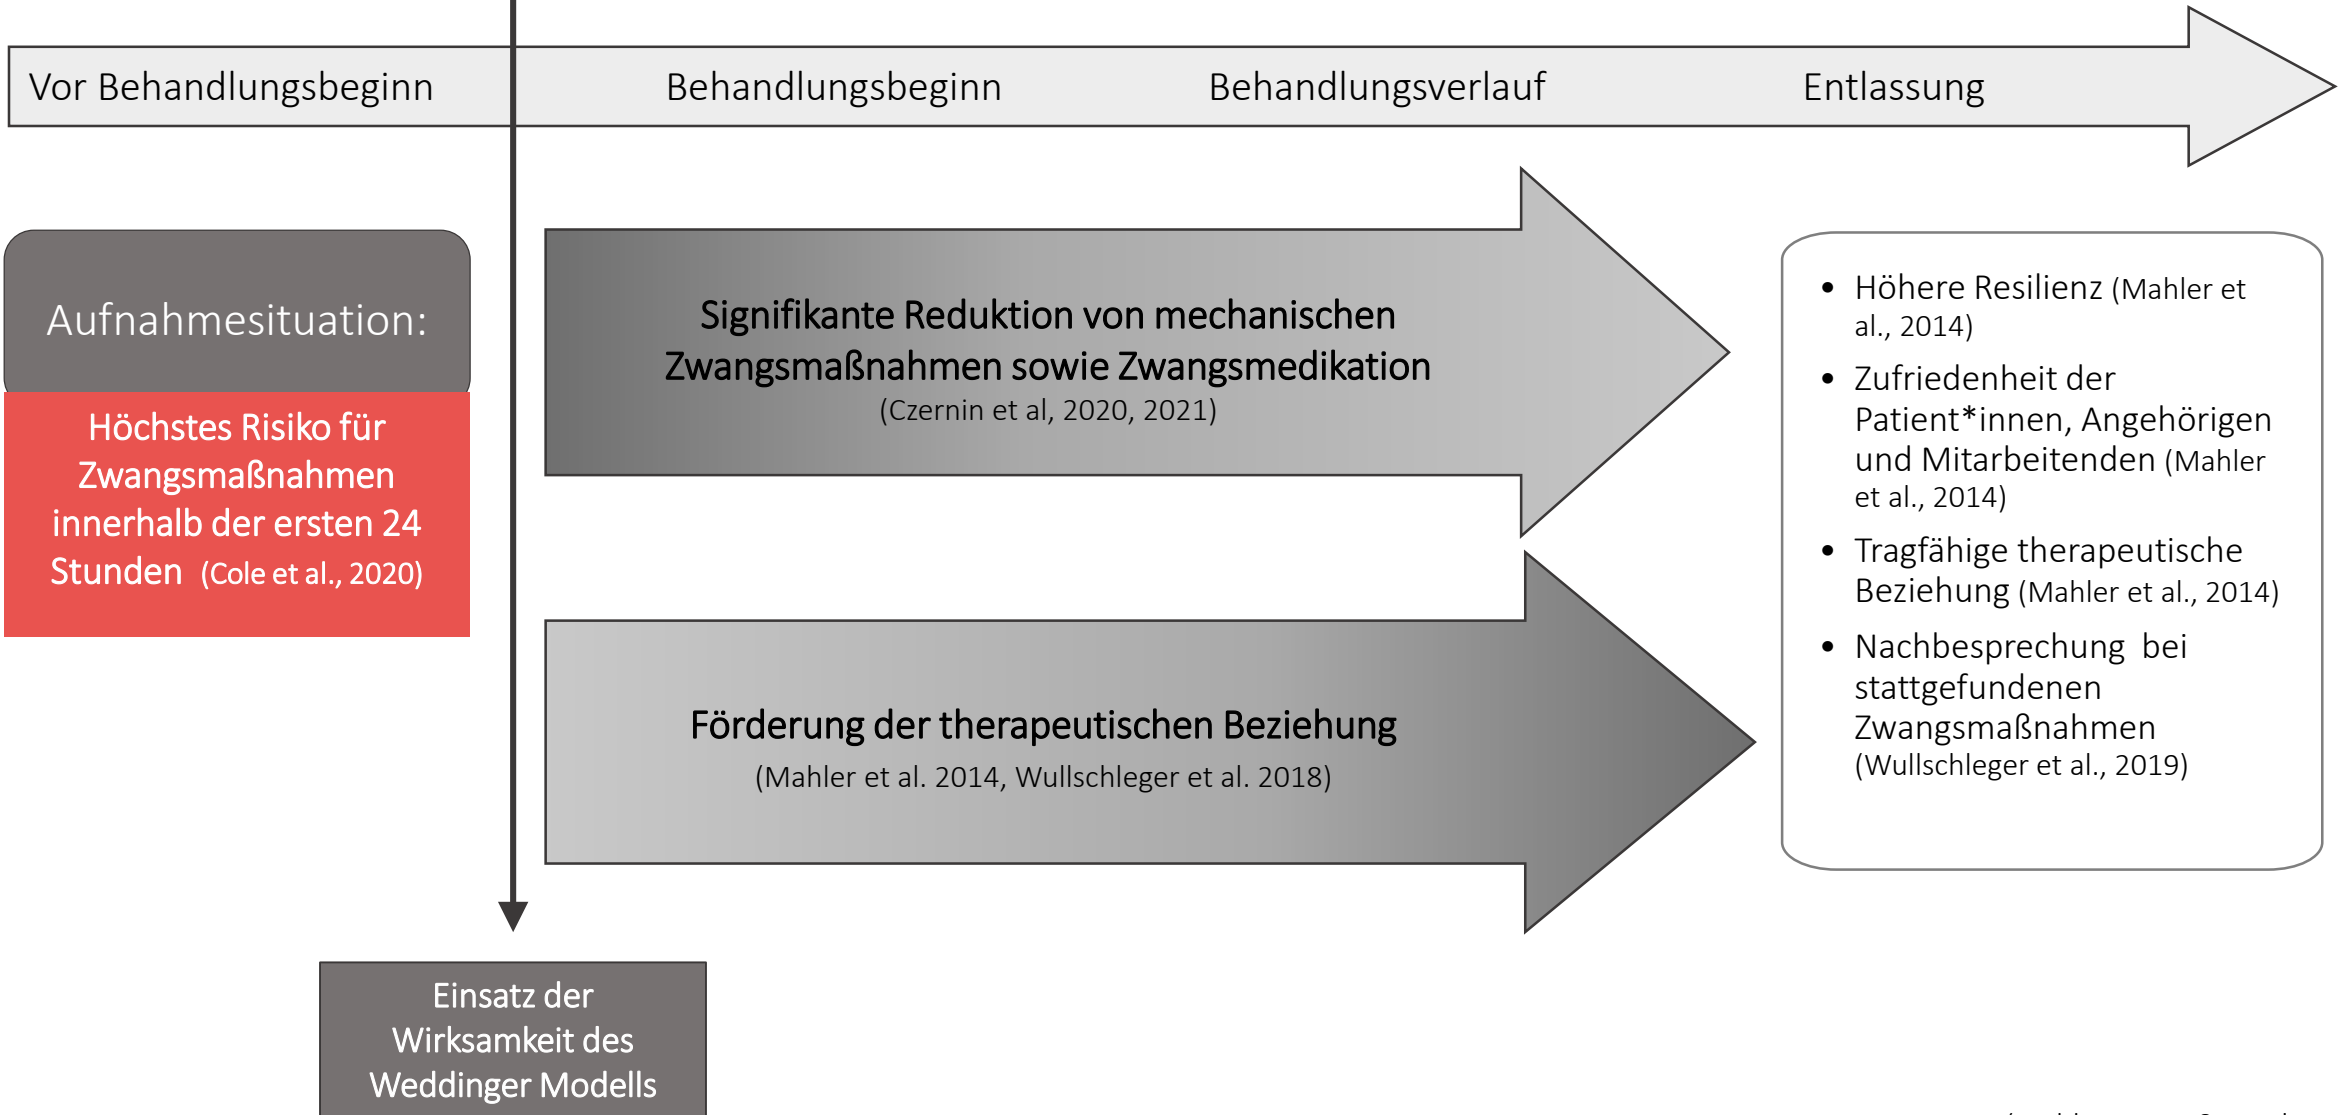 Vor Behandlungsbeginn
Behandlungsbeginn
Behandlungsverlauf
Entlassung
Aufnahmesituation:
Höchstes Risiko für
Zwangsmaßnahmen
innerhalb der ersten 24
Stunden (Cole et al., 2020)
Signifikante Reduktion von mechanischen
Zwangsmaßnahmen sowie Zwangsmedikation
(Czernin et al, 2020, 2021)
Förderung der therapeutischen Beziehung
(Mahler et al. 2014, Wullschleger et al. 2018)
• Höhere Resilienz (Mahler et
al., 2014)
• Zufriedenheit der
Patient*innen, Angehörigen
und Mitarbeitenden (Mahler
et al., 2014)
• Tragfähige therapeutische
Beziehung (Mahler et al., 2014)
• Nachbesprechung bei
stattgefundenen
Zwangsmaßnahmen
(Wullschleger et al., 2019)
Einsatz der
Wirksamkeit des
Weddinger Modells